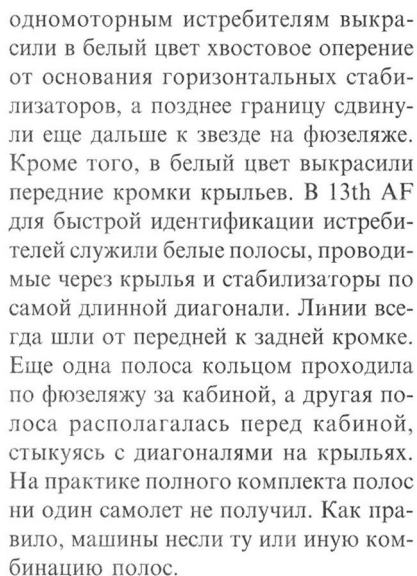 одномоторным истребителям выкра-
сили в белый цвет хвостовое оперение
от основания горизонтальных стаби-
лизаторов, а позднее границу сдвину-
ли еще дальше к звезде на фюзеляже.
Кроме того, в белый цвет выкрасили
передние кромки крыльев. В 13th AF
для быстрой идентификации истреби-
телей служили белые полосы, проводи-
мые через крылья и стабилизаторы по
самой длинной диагонали. Линии все-
гда шли от передней к задней кромке.
Еще одна полоса кольцом проходила
по фюзеляжу за кабиной, а другая по-
лоса располагалась перед кабиной,
стыкуясь с диагоналями на крыльях.
На практике полного комплекта полос
ни один самолет не получил. Как пра-
вило, машины несли ту или иную ком-
бинацию полос.